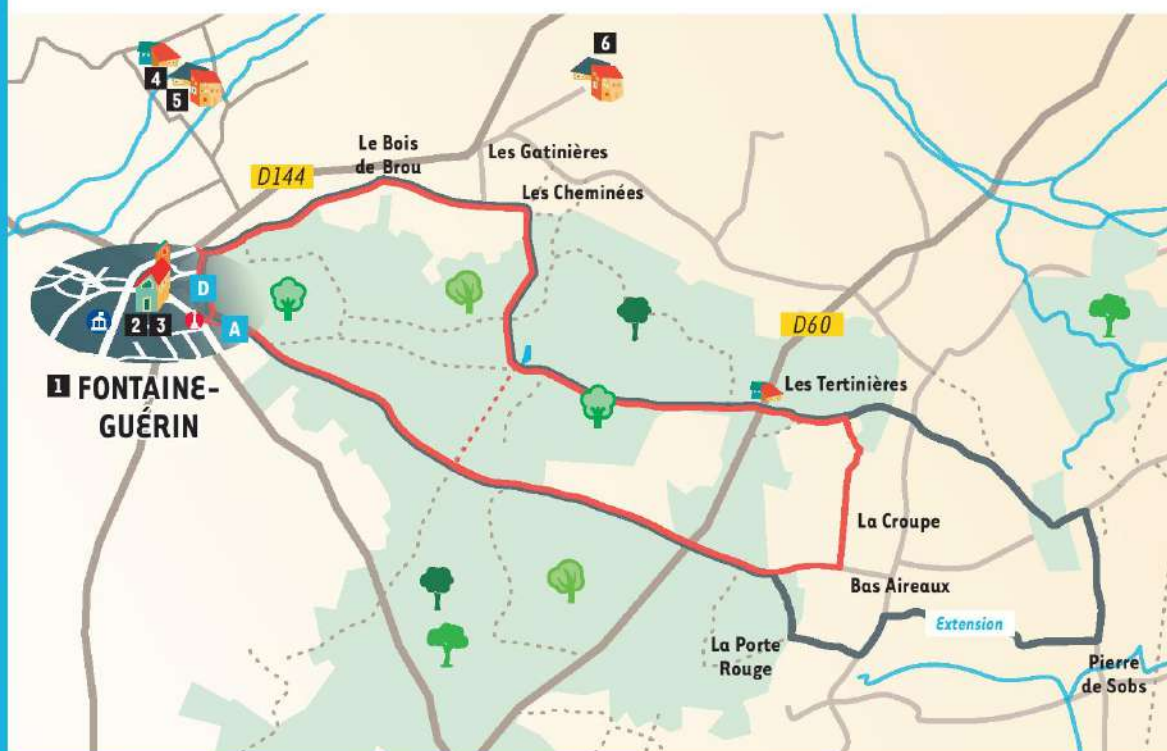 6
4
5
Le Bois
de Brou
Les Gatinières
D144
Les Cheminées
D
2 3
A
D60
1 FONTAINE-
GUÉRIN
Les Tertinières
La Croupe
Bas Aireaux
Extension
La Porte
Rouge
Pierre
de Sobs